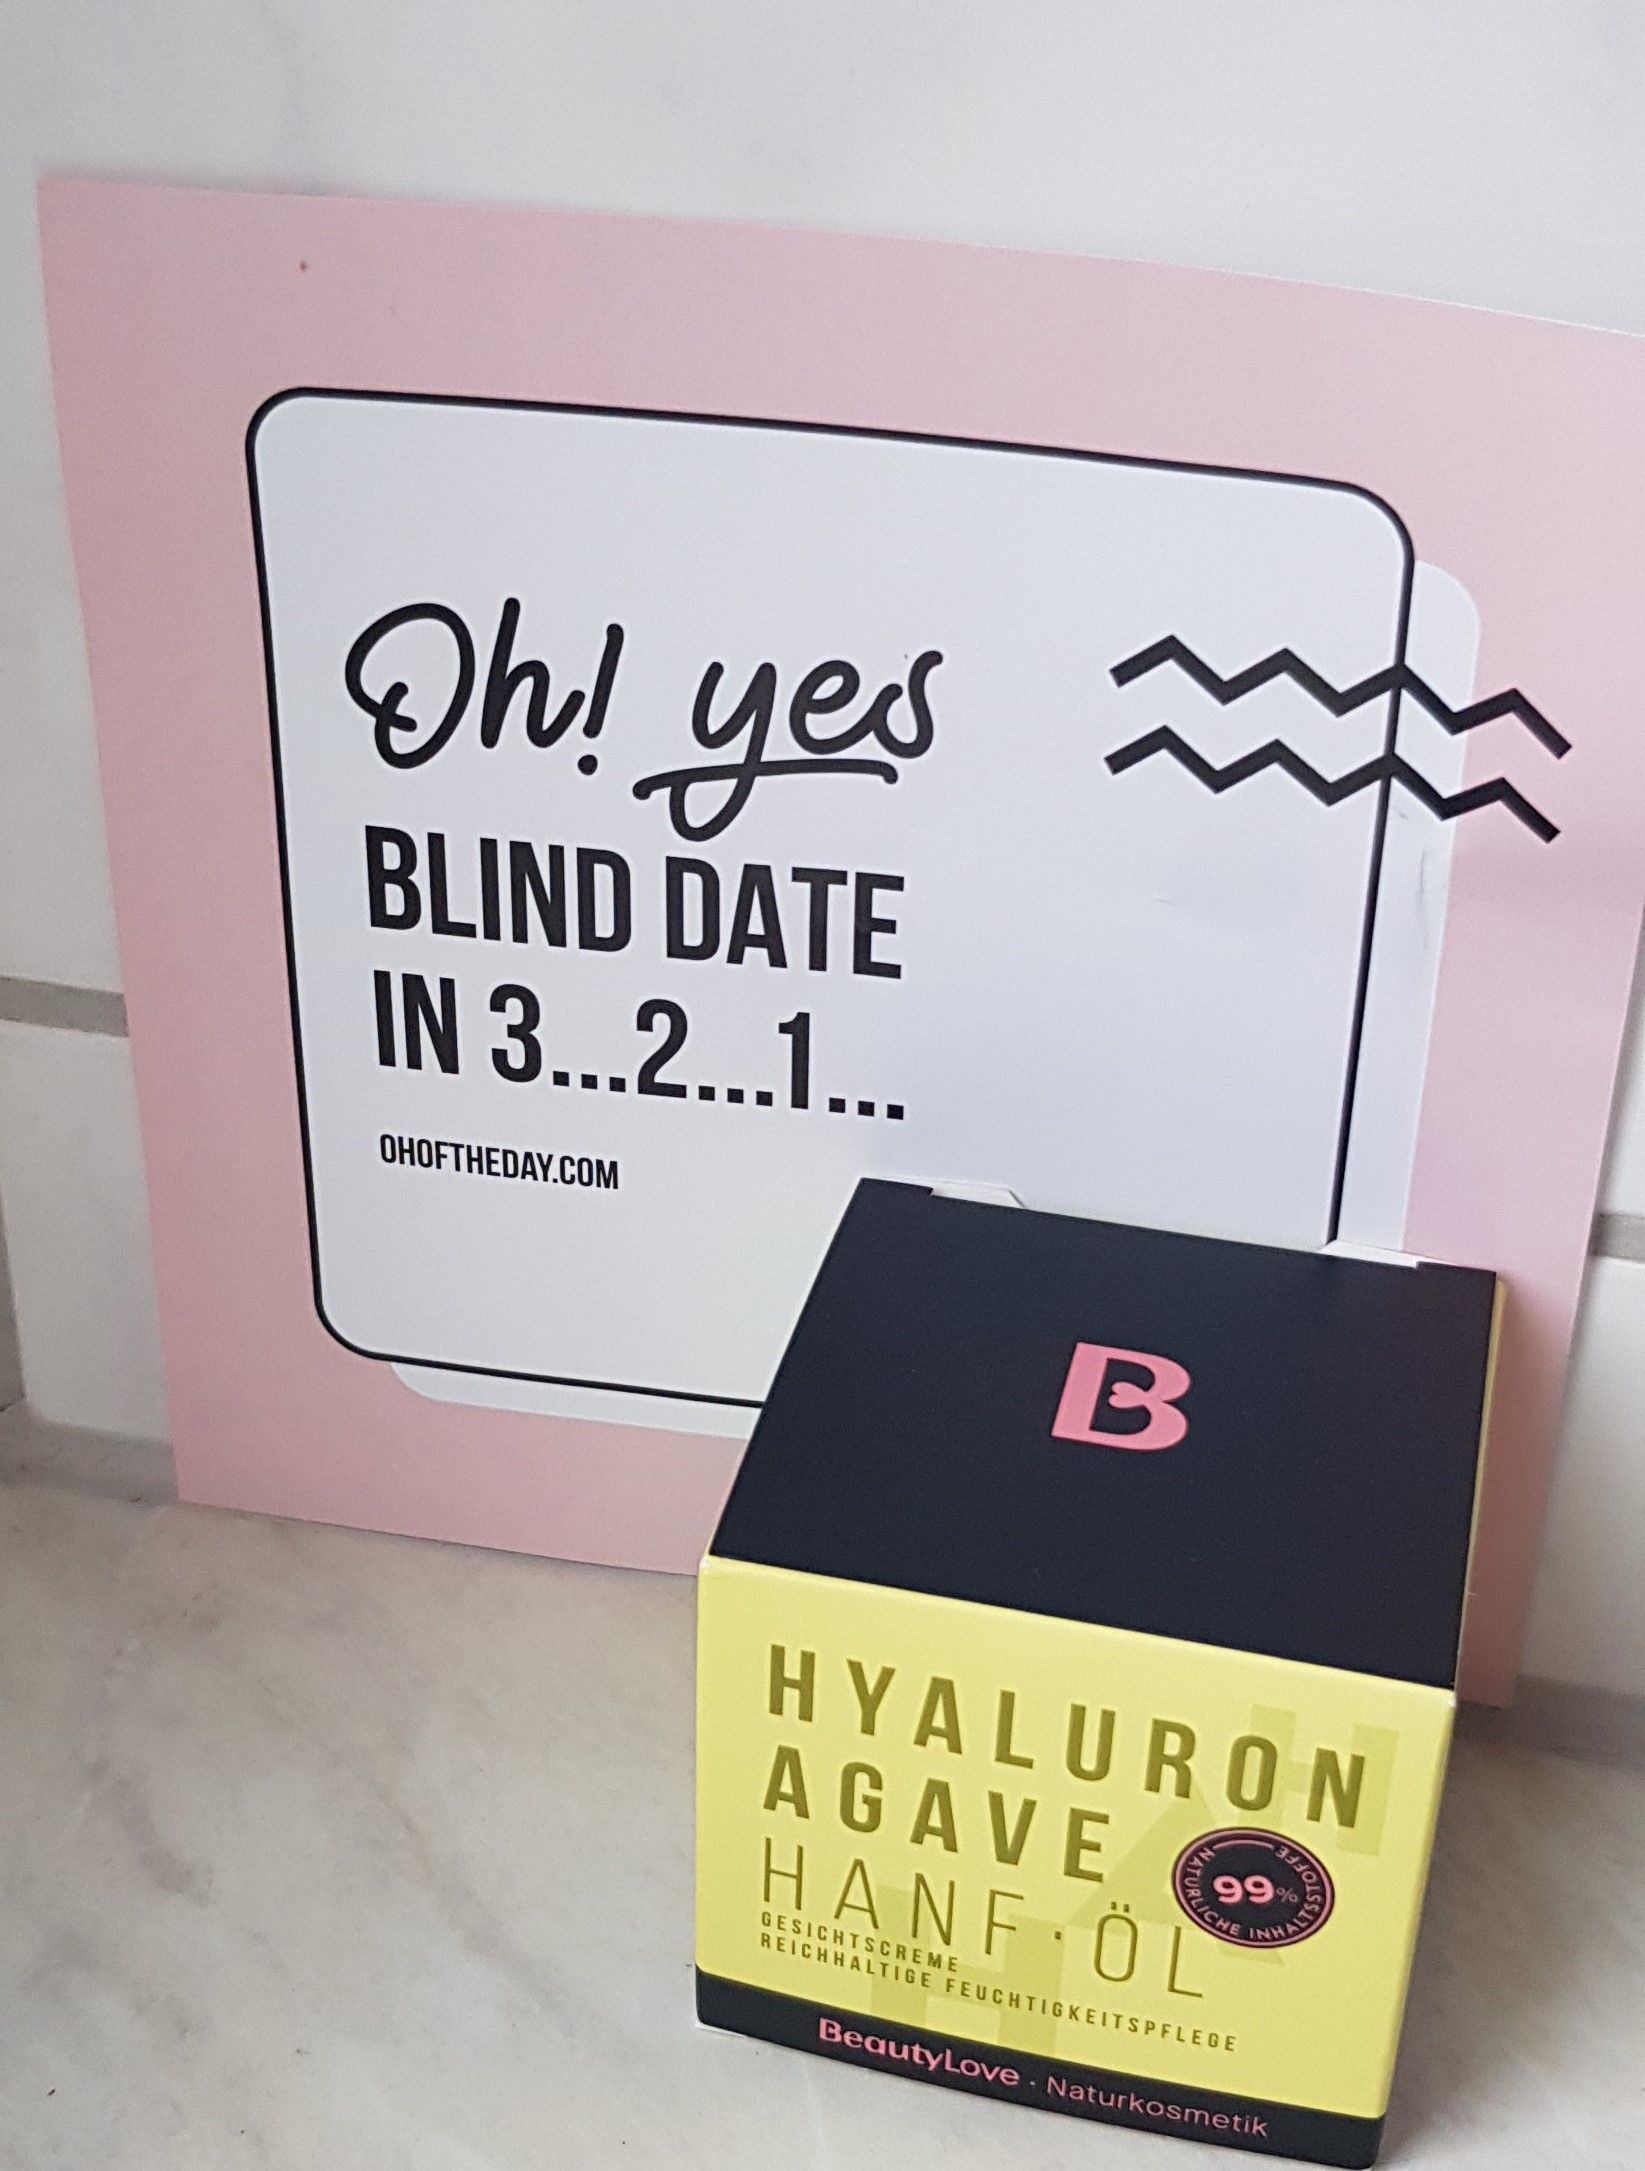 Oh! yes
BLIND DATE
IN 3...2...1...
OHOFTHEDAY.COM
B
HYALURON
AGAVE
HANF·ÖL
GESICHTSCREME
REICHHALTIGE FEUCHTIGKEITSPFLEGE
99%
NATÜRLICHE INHALTSSTOFFE
BeautyLove · Naturkosmetik